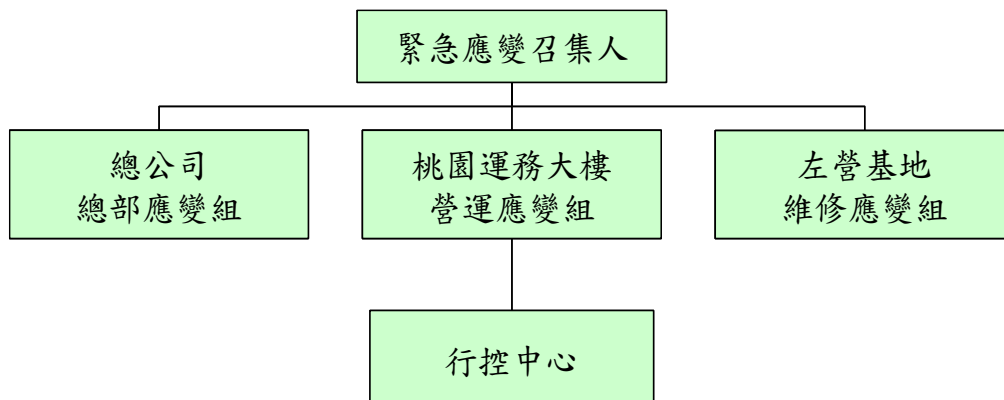 緊急應變召集人
總公司
總部應變組
桃園運務大樓
營運應變組
左營基地
維修應變組
行控中心